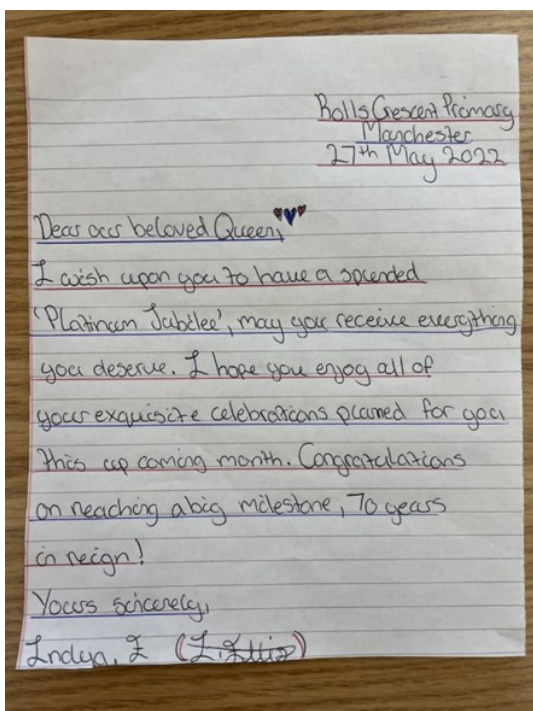 Rolls Crescent Primary
Manchester
27th May 2022
Dear our beloved Queen,
I wish upon you to have a spended
'Platinum Jubilee', may you receive everything
you deserve. I hope you enjoy all of
your exquisite celebrations planned for you
this up coming month. Congratulations
on reaching a big milestone, 70 years
in reign!
Yours sincerely,
Indya. E